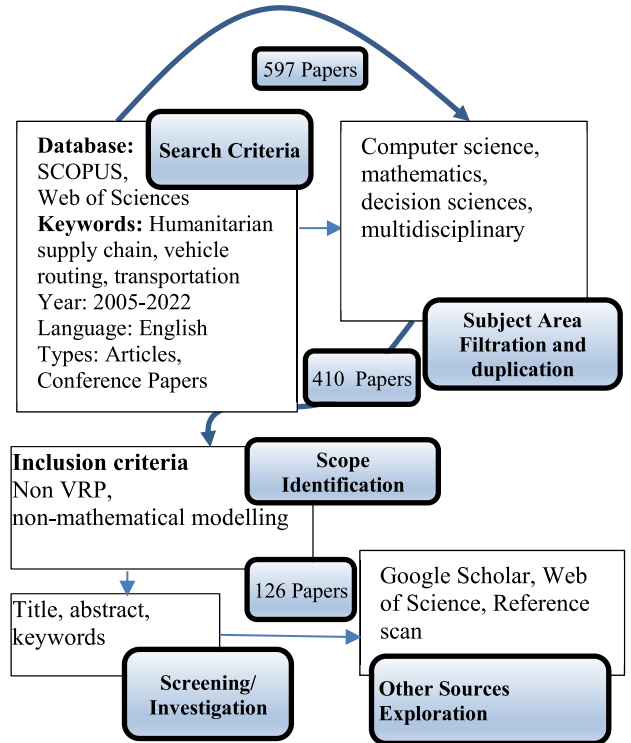 597 Papers
Database:
SCOPUS,
Web of Sciences
Keywords: Humanitarian
supply chain, vehicle
routing, transportation
Year: 2005-2022
Language: English
Types: Articles,
Conference Papers
Search Criteria
Computer science,
mathematics,
decision sciences,
multidisciplinary
Subject Area
Filtration and
duplication
410 Papers
Inclusion criteria
Non VRP,
non-mathematical modelling
Scope
Identification
126 Papers
Title, abstract,
keywords
Screening/
Investigation
Google Scholar, Web
of Science, Reference
scan
Other Sources
Exploration